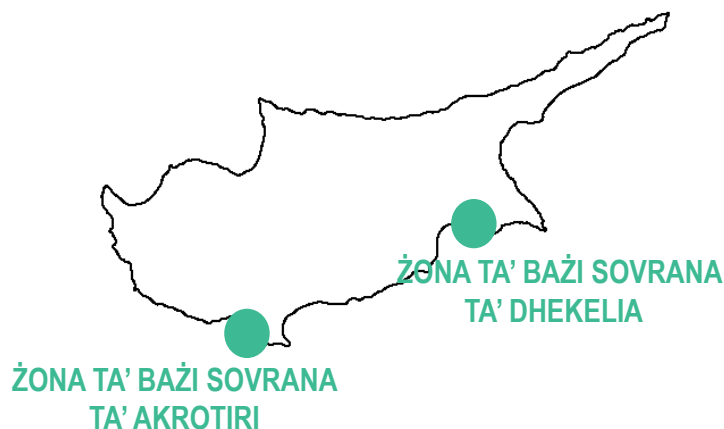 ŻONA TA’ BAŻI SOVRANA
TA’ DHEKELIA
ŻONA TA’ BAŻI SOVRANA
TA’ AKROTIRI